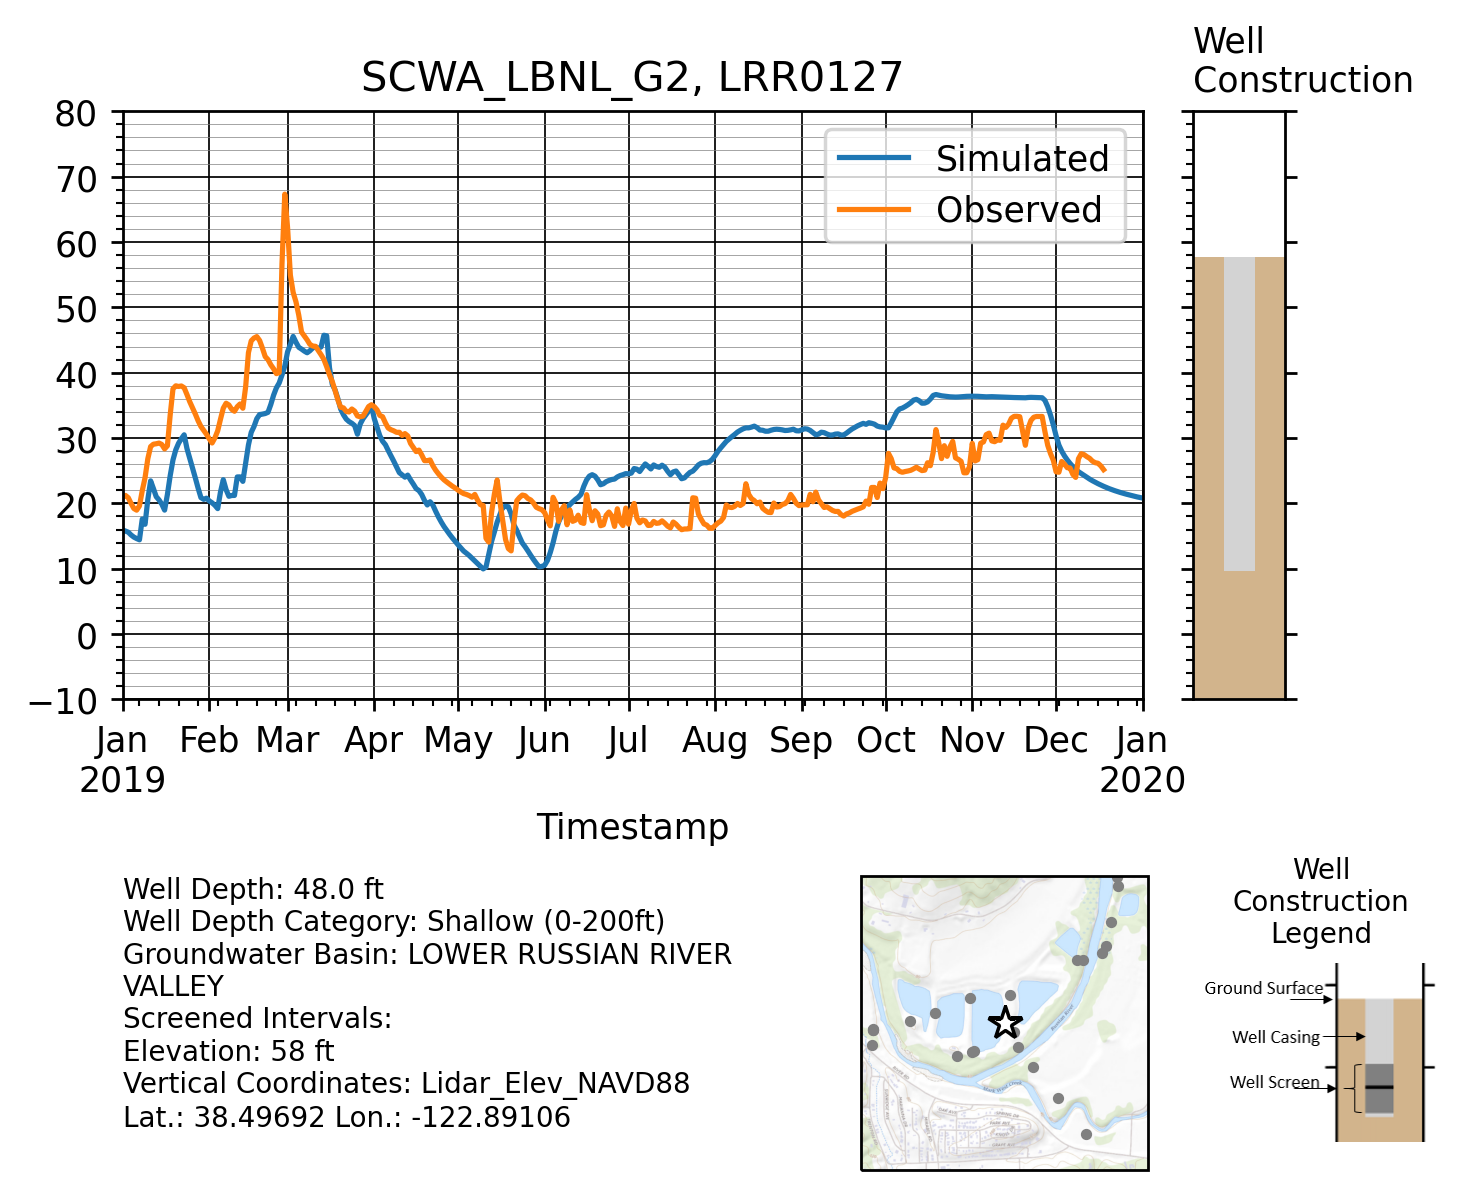 Well
Construction
SCWA_LBNL_G2, LRR0127
80
70
60
50
40
30
20
10
0
−10
Simulated
Observed
Jan Feb Mar Apr May Jun Jul Aug Sep Oct Nov Dec Jan
2019 2020
Timestamp
Well Depth: 48.0 ft
Well Depth Category: Shallow (0-200ft)
Groundwater Basin: LOWER RUSSIAN RIVER
VALLEY
Screened Intervals:
Elevation: 58 ft
Vertical Coordinates: Lidar_Elev_NAVD88
Lat.: 38.49692 Lon.: -122.89106
Well
Construction
Legend
Ground Surface
Well Casing
Well Screen